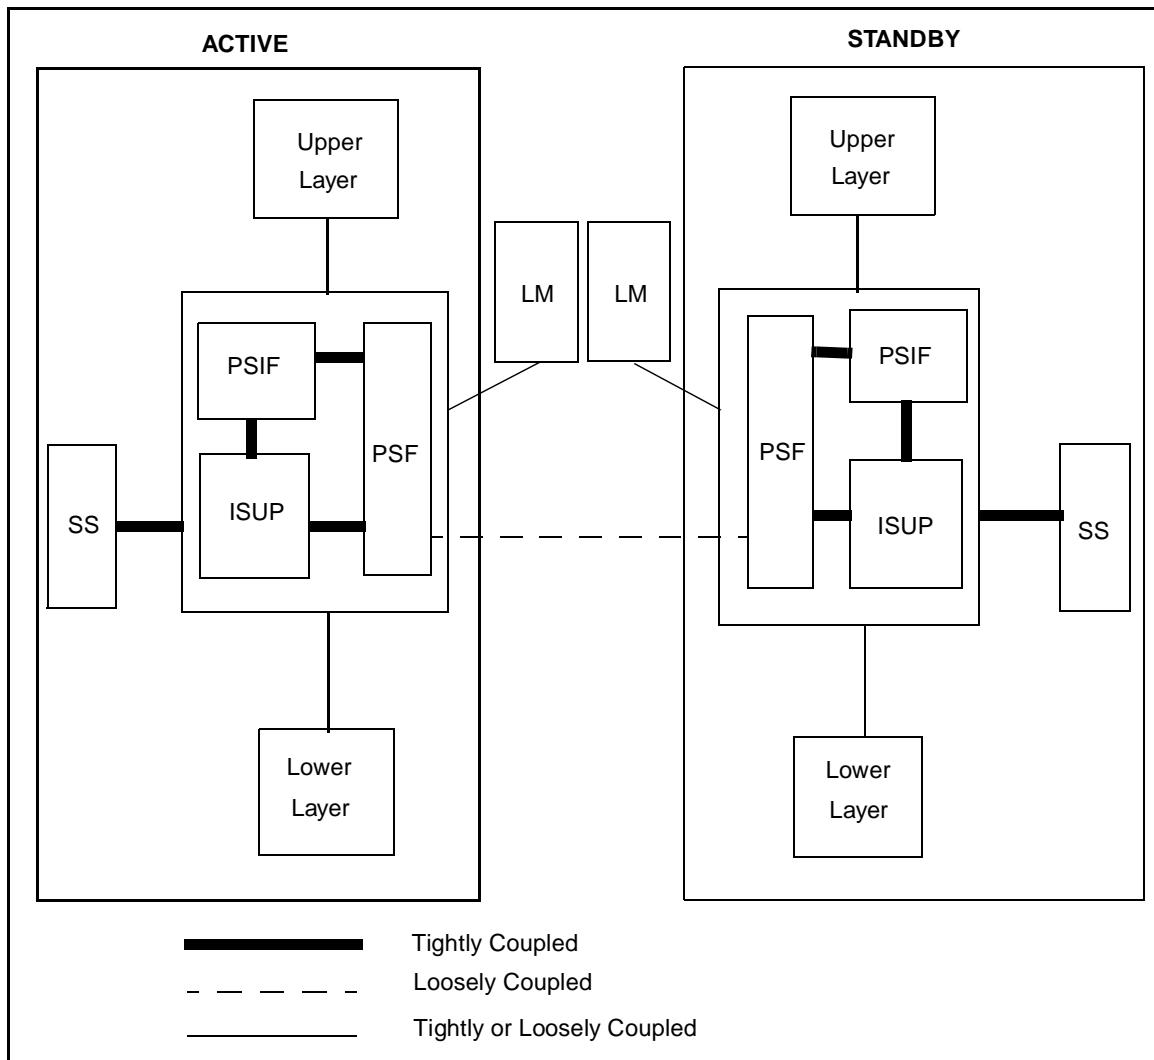 ACTIVE
STANDBY
Upper
Layer
Upper
Layer
LM
LM
PSIF
PSF
ISUP
SS
PSIF
PSF
ISUP
SS
Lower
Layer
Lower
Layer
Tightly Coupled
Loosely Coupled
Tightly or Loosely Coupled